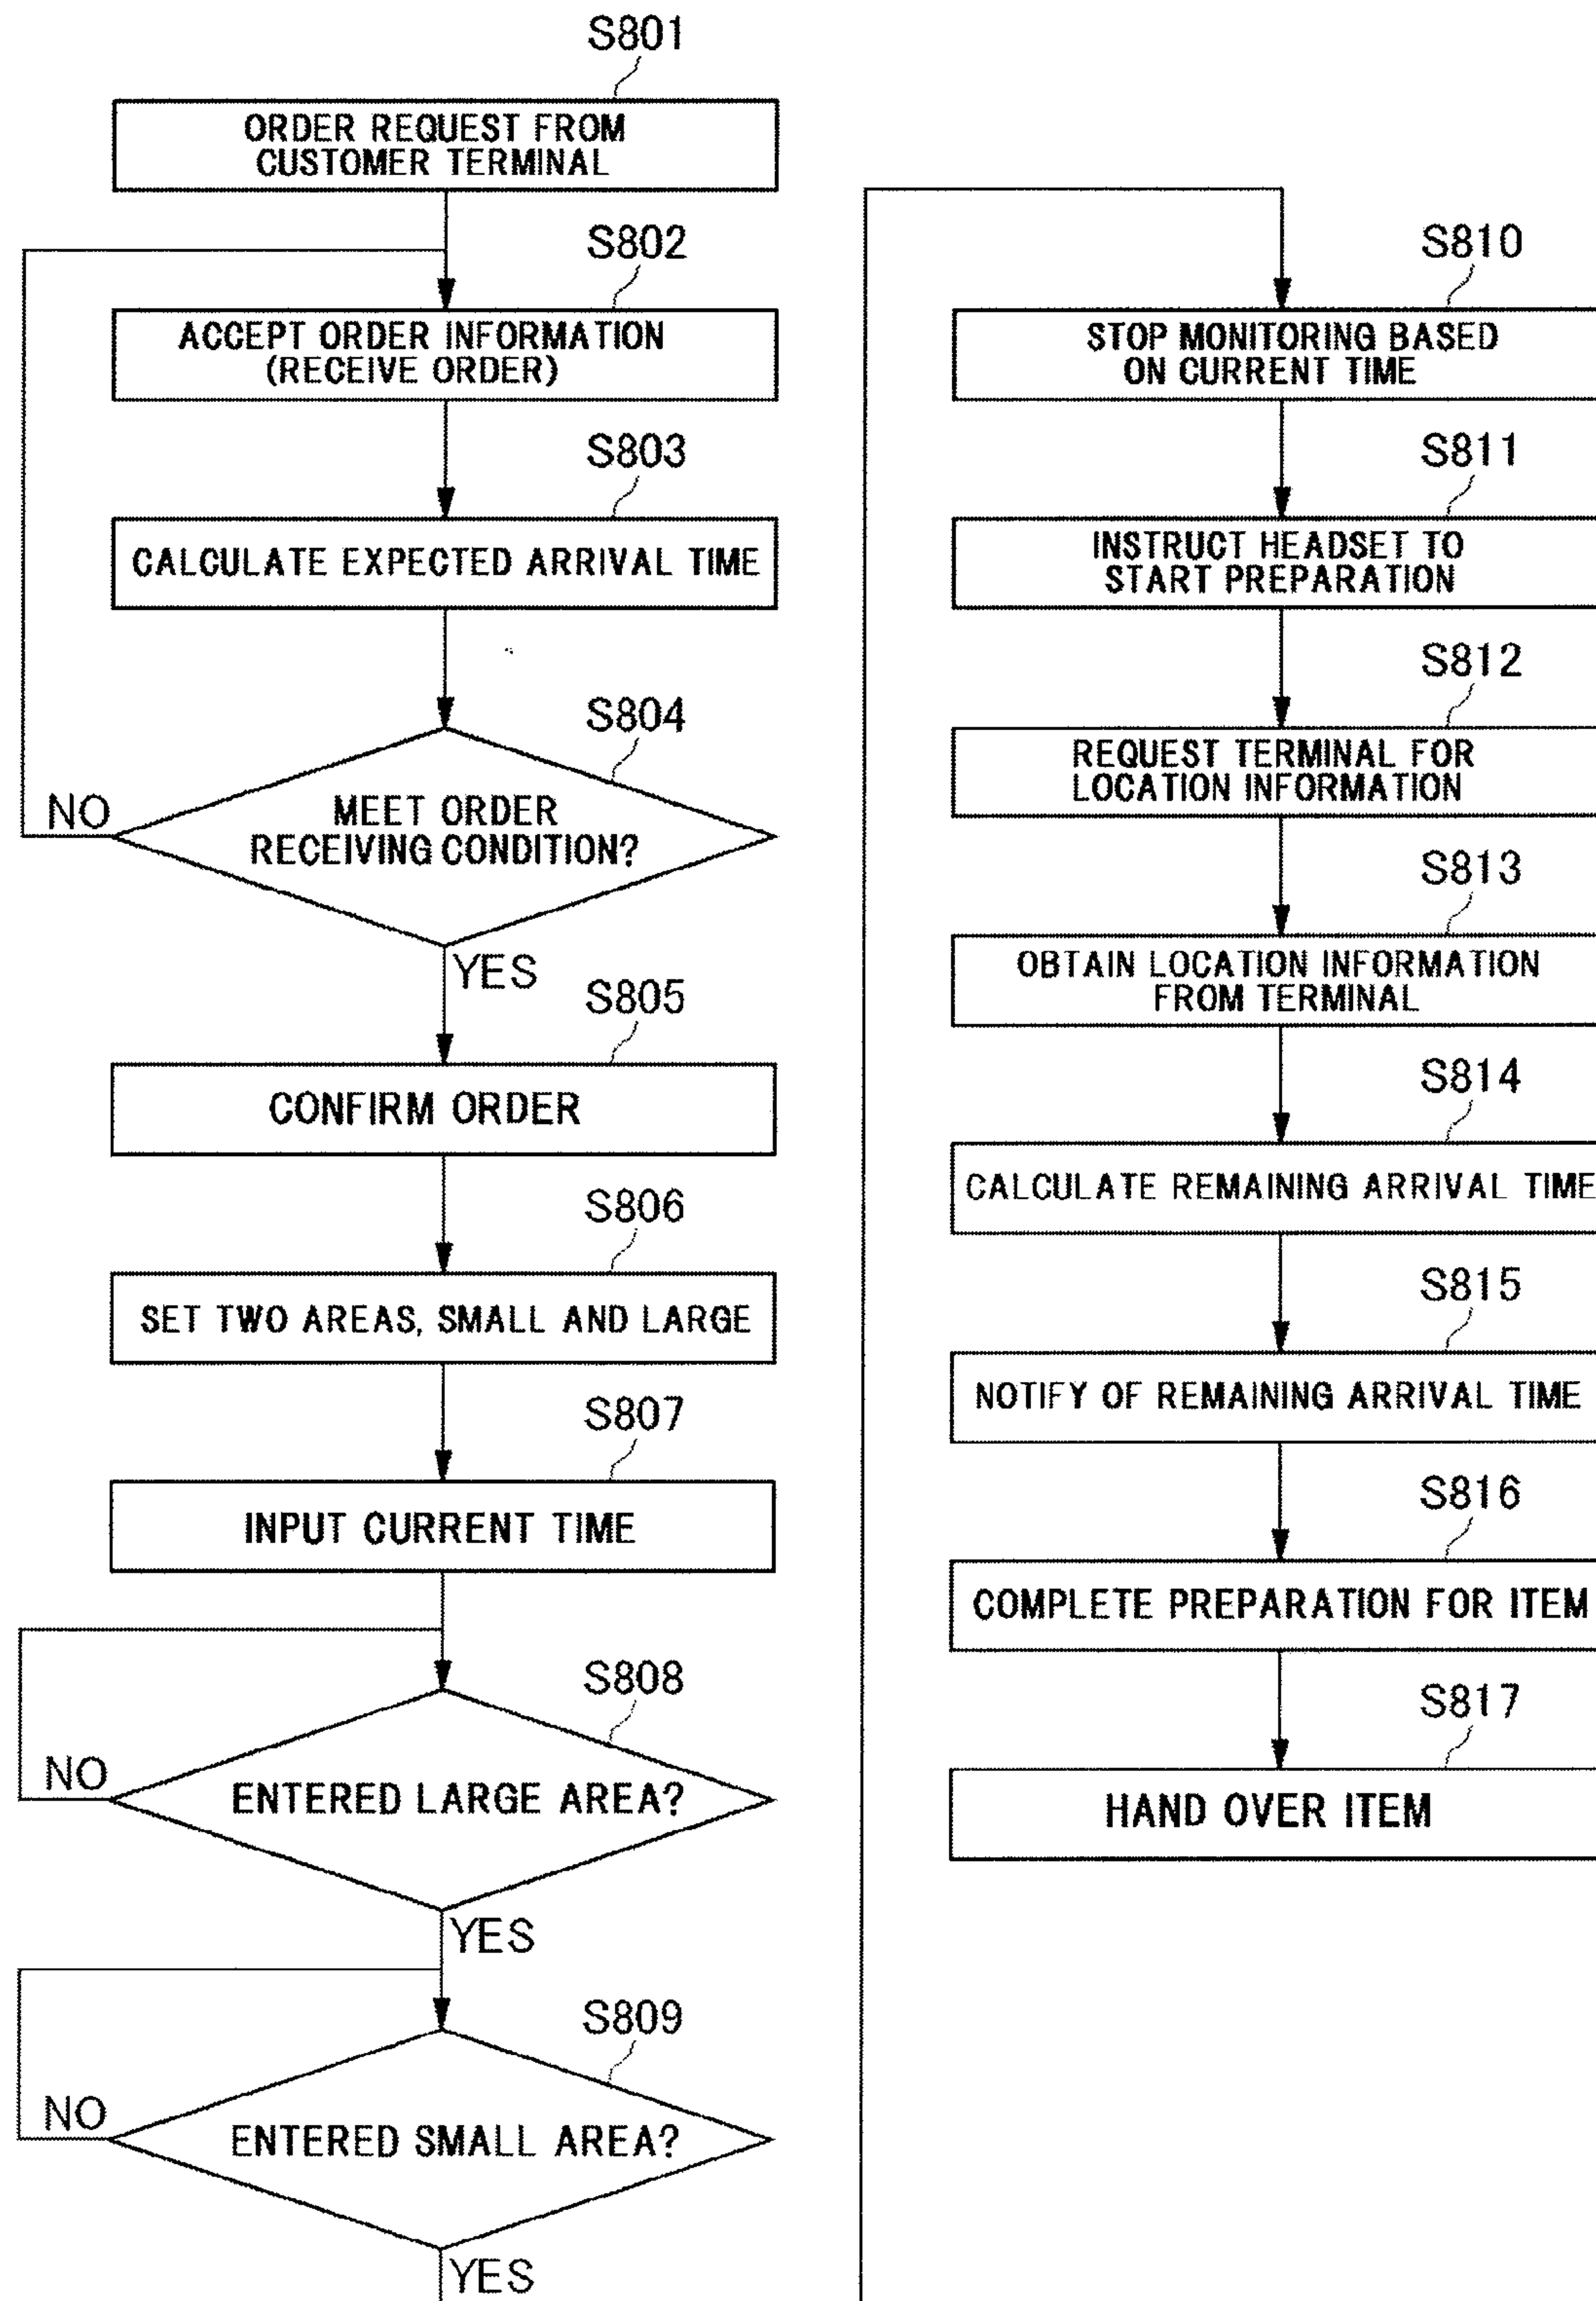 S801
ORDER REQUEST FROM
CUSTOMER TERMINAL
S802
ACCEPT ORDER INFORMATION
(RECEIVE ORDER)
S803
CALCULATE EXPECTED ARRIVAL TIME
S804
MEET ORDER
RECEIVING CONDITION?
NO
YES
S805
CONFIRM ORDER
S806
SET TWO AREAS, SMALL AND LARGE
S807
INPUT CURRENT TIME
S808
ENTERED LARGE AREA?
NO
YES
S809
ENTERED SMALL AREA?
NO
YES
S810
STOP MONITORING BASED
ON CURRENT TIME
S811
INSTRUCT HEADSET TO
START PREPARATION
S812
REQUEST TERMINAL FOR
LOCATION INFORMATION
S813
OBTAIN LOCATION INFORMATION
FROM TERMINAL
S814
CALCULATE REMAINING ARRIVAL TIME
S815
NOTIFY OF REMAINING ARRIVAL TIME
S816
COMPLETE PREPARATION FOR ITEM
S817
HAND OVER ITEM